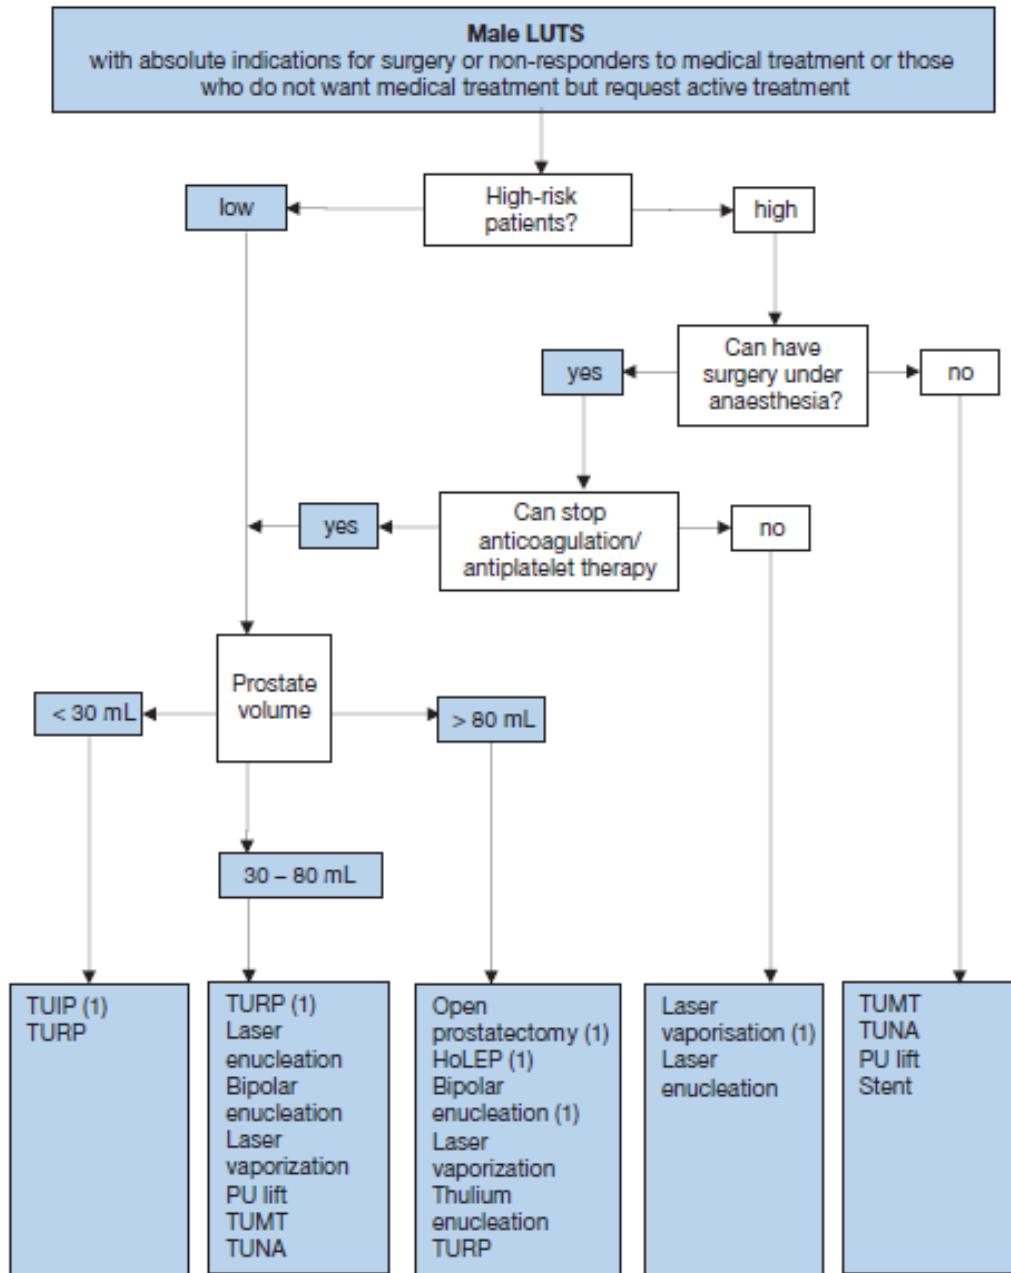 Male LUTS
with absolute indications for surgery or non-responders to medical treatment or those
who do not want medical treatment but request active treatment
low
High-risk
patients?
high
yes
Can have
surgery under
anaesthesia?
no
yes
Can stop
anticoagulation/
antiplatelet therapy
no
Prostate
volume
< 30 mL
> 80 mL
30 – 80 mL
TUIP (1)
TURP
TURP (1)
Laser
enucleation
Bipolar
enucleation
Laser
vaporization
PU lift
TUMT
TUNA
Open
prostatectomy (1)
HoLEP (1)
Bipolar
enucleation (1)
Laser
vaporization
Thulium
enucleation
TURP
Laser
vaporisation (1)
Laser
enucleation
TUMT
TUNA
PU lift
Stent